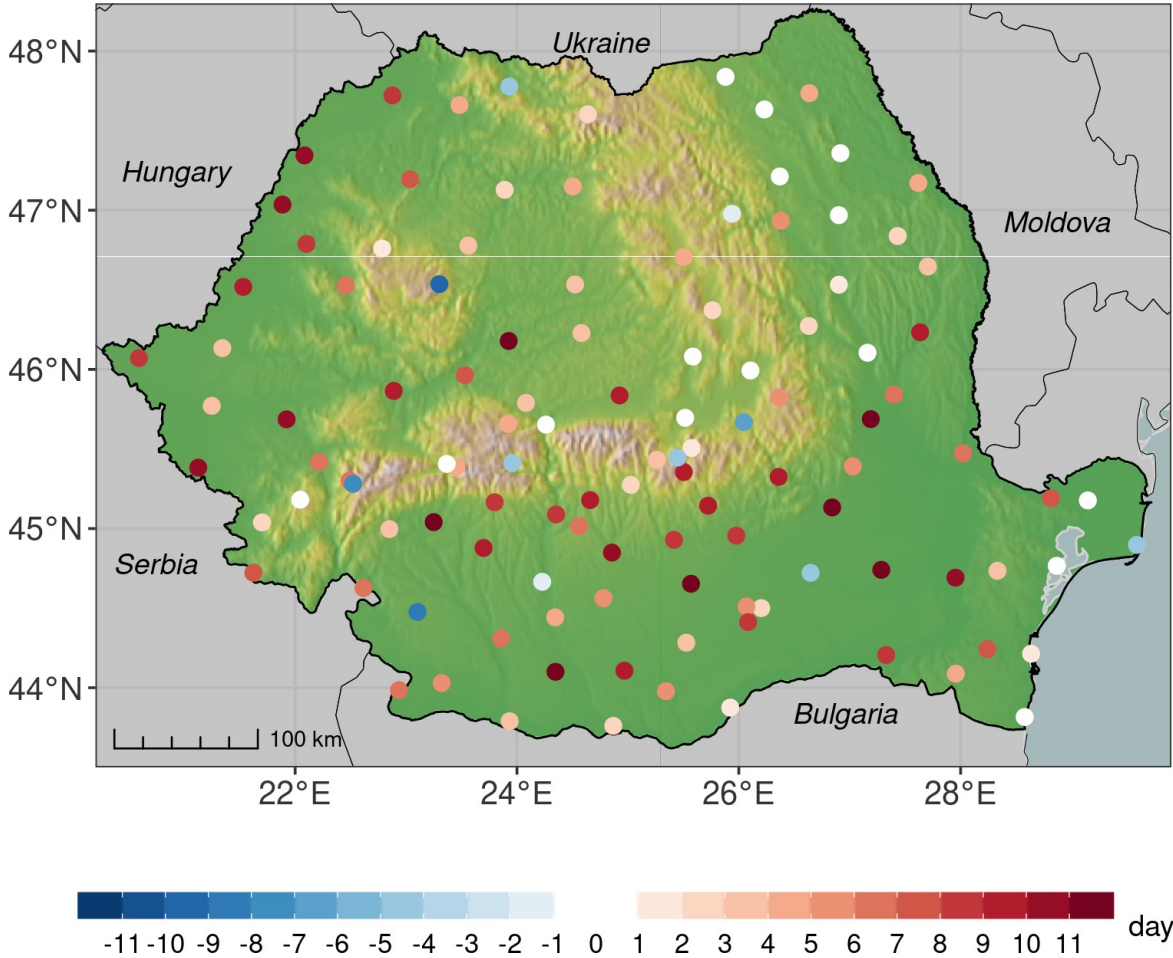 48°N
Ukraine
Hungary
47°N
Moldova
46°N
45°N
Serbia
44°N
Bulgaria
100 km
22°E 24°E 26°E 28°E
day
-11 -10 -9 -8 -7 -6 -5 -4 -3 -2 -1 0 1 2 3 4 5 6 7 8 9 10 11